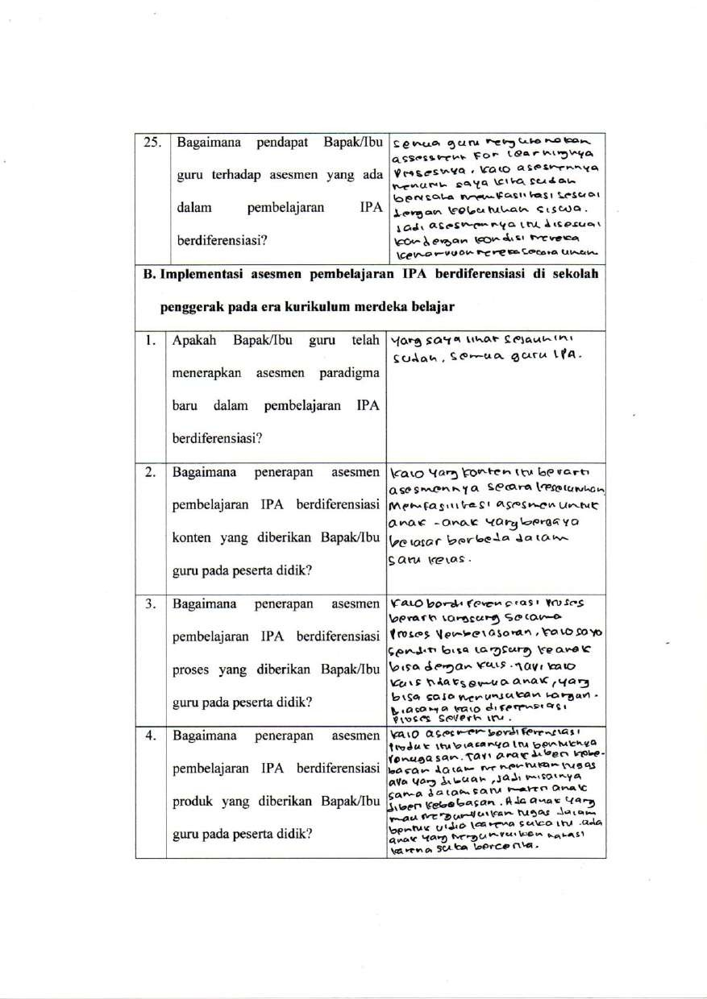 25. Bagaimana pendapat Bapak/Ibu
guru terhadap asesmen yang ada
dalam pembelajaran IPA
berdiferensiasi?
semua guru menggunakan
assessment for learningnya
prosesnya, kalo asesmennya
menurut saya kita sudah
berusaha memfasilitasi sesuai
dengan kebutuhan siswa.
jadi asesmennya itu disesuai
kan dengan kondisi mereka
mereka secara
B. Implementasi asesmen pembelajaran IPA berdiferensiasi di sekolah
penggerak pada era kurikulum merdeka belajar
1. Apakah Bapak/Ibu guru telah
menerapkan asesmen paradigma
baru dalam pembelajaran IPA
berdiferensiasi?
Yang saya lihat sejauh ini
sudah, semua guru IPA.
2. Bagaimana penerapan asesmen
pembelajaran IPA berdiferensiasi
konten yang diberikan Bapak/Ibu
guru pada peserta didik?
kalo yang konten itu berarti
asesmennya secara keseluruhan
Memfasilitasi asesmen untuk
anak - anak yang bergaya
belajar berbeda dalam
satu kelas.
3. Bagaimana penerapan asesmen
pembelajaran IPA berdiferensiasi
proses yang diberikan Bapak/Ibu
guru pada peserta didik?
kalo berdiferensiasi proses
berarti langsung selama
proses pembelajaran, kalo saya
sendiri bisa langsung ke anak
bisa dengan kuis. tapi kalo
kuis tidak semua anak, yang
bisa saja menunjukan tangan.
Biasanya kalo diferensiasi
proses seperti itu.
4. Bagaimana penerapan asesmen
pembelajaran IPA berdiferensiasi
produk yang diberikan Bapak/Ibu
guru pada peserta didik?
kalo asesmen berdiferensiasi
produk itu biasanya itu bentuknya
penugasan. Tapi anak diberi kebe-
basan dalam menentukan tugas
apa yang dibuat, jadi misalnya
sama dalam satu materi anak
diberi kebebasan. Ada anak yang
mau mengumpulkan tugas dalam
bentuk vidio karena suka itu. ada
anak yang mengumpulkan narasi
karena suka bercerita.